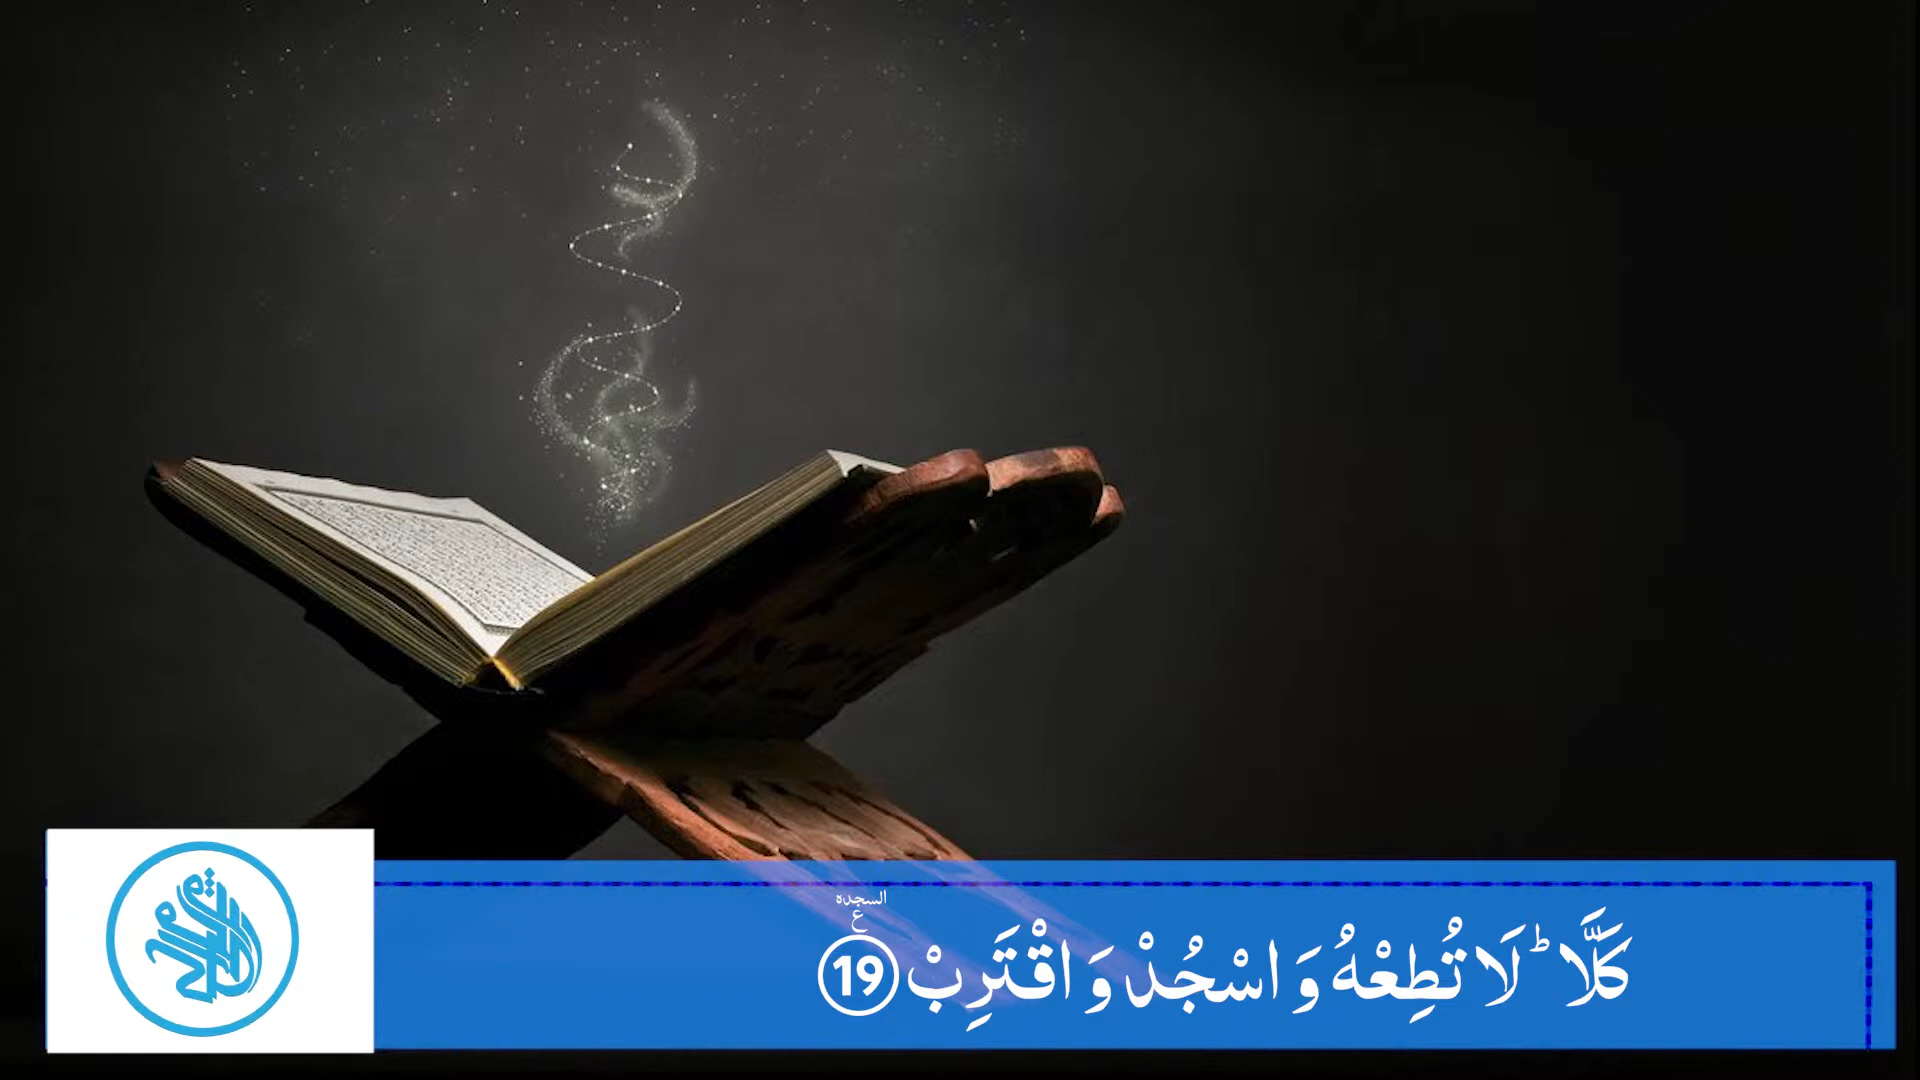 السجدة
ع
كَلَّا ؕ لَا تُطِعْهُ وَ اسْجُدْ وَ اقْتَرِبْ 19